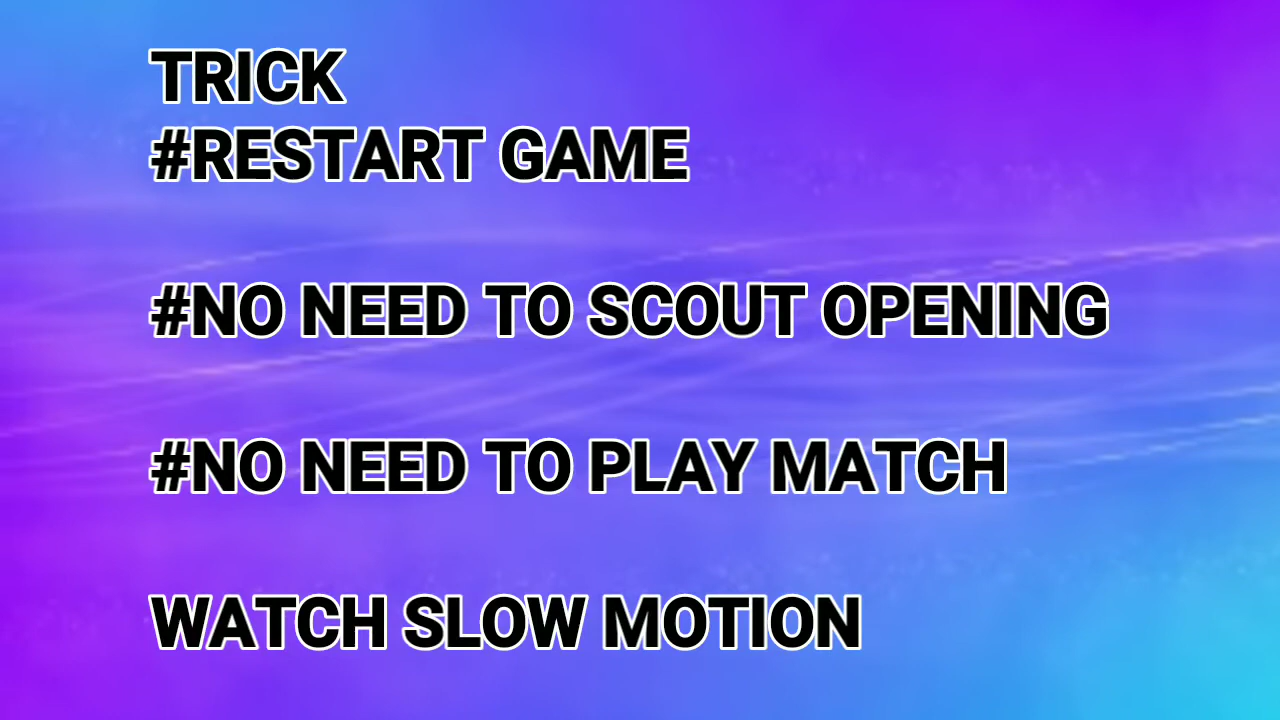 TRICK
#RESTART GAME
#NO NEED TO SCOUT OPENING
#NO NEED TO PLAY MATCH
WATCH SLOW MOTION